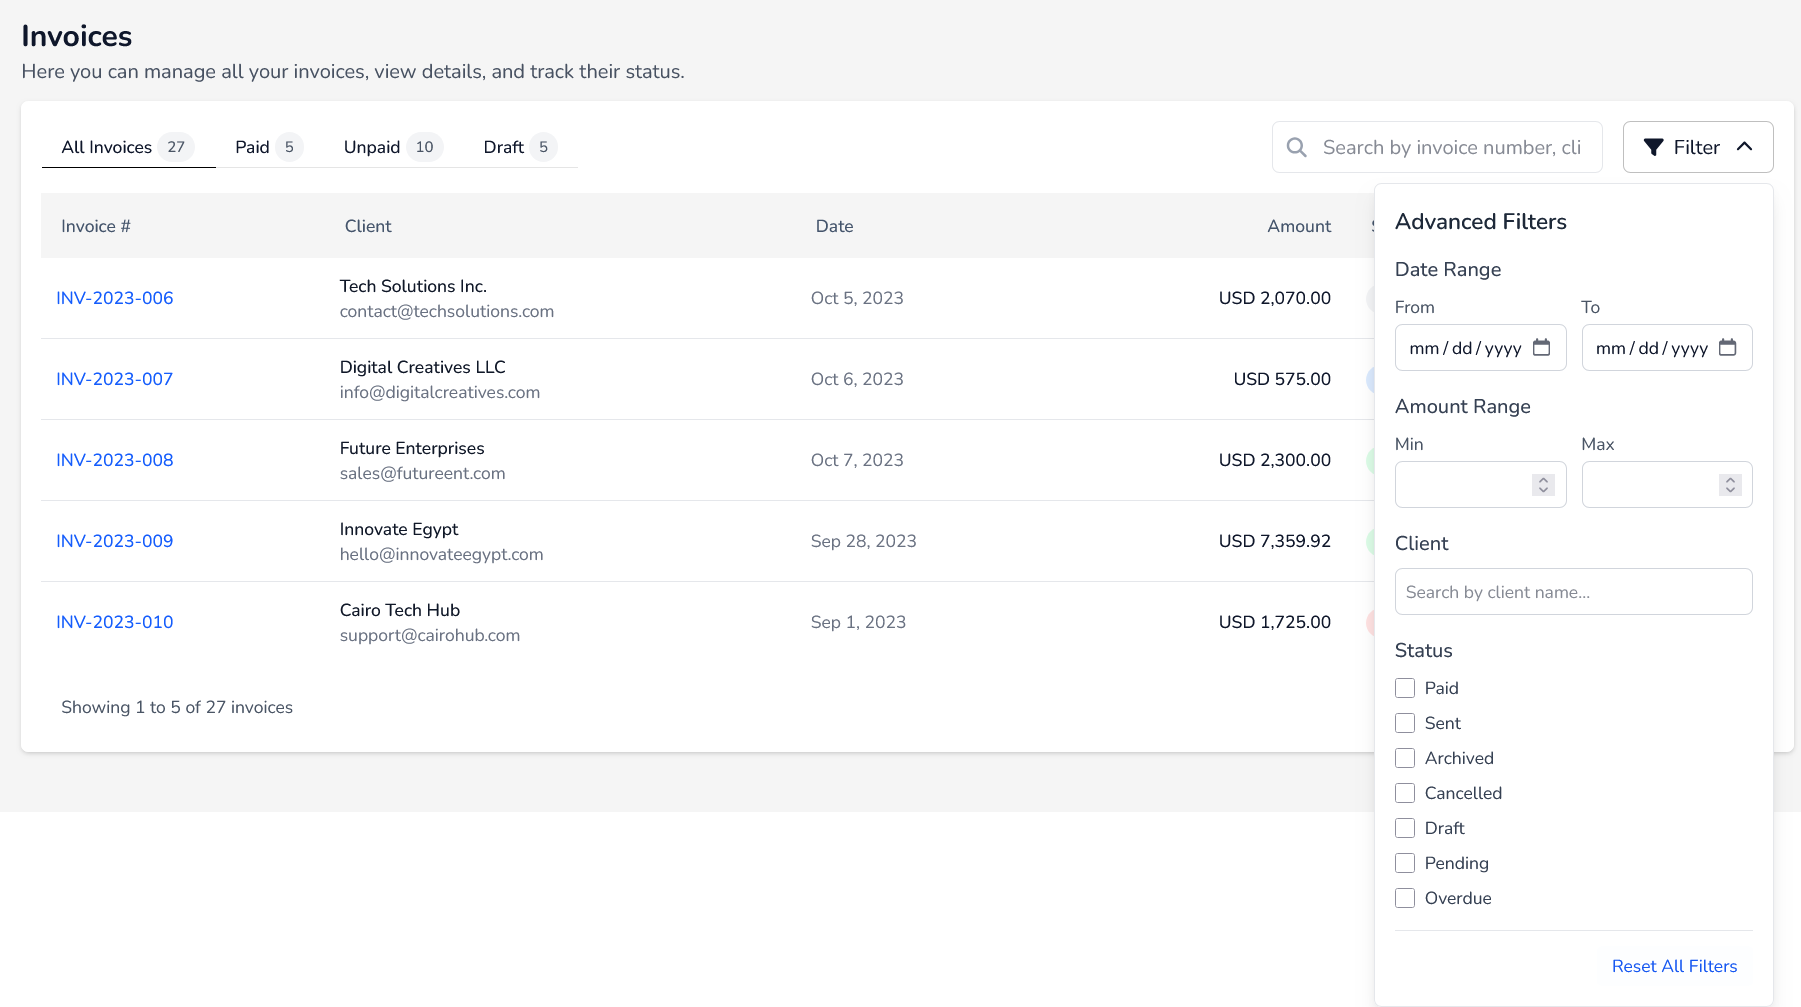 Invoices
Here you can manage all your invoices, view details, and track their status.
All Invoices 27 Paid 5 Unpaid 10 Draft 5
Search by invoice number, cli
Filter
Invoice # Client Date Amount
INV-2023-006 Tech Solutions Inc. Oct 5, 2023 USD 2,070.00
contact@techsolutions.com
INV-2023-007 Digital Creatives LLC Oct 6, 2023 USD 575.00
info@digitalcreatives.com
INV-2023-008 Future Enterprises Oct 7, 2023 USD 2,300.00
sales@futureent.com
INV-2023-009 Innovate Egypt Sep 28, 2023 USD 7,359.92
hello@innovateegypt.com
INV-2023-010 Cairo Tech Hub Sep 1, 2023 USD 1,725.00
support@cairohub.com
Showing 1 to 5 of 27 invoices
Advanced Filters
Date Range
From To
mm/dd/yyyy mm/dd/yyyy
Amount Range
Min Max
Client
Search by client name...
Status
Paid
Sent
Archived
Cancelled
Draft
Pending
Overdue
Reset All Filters